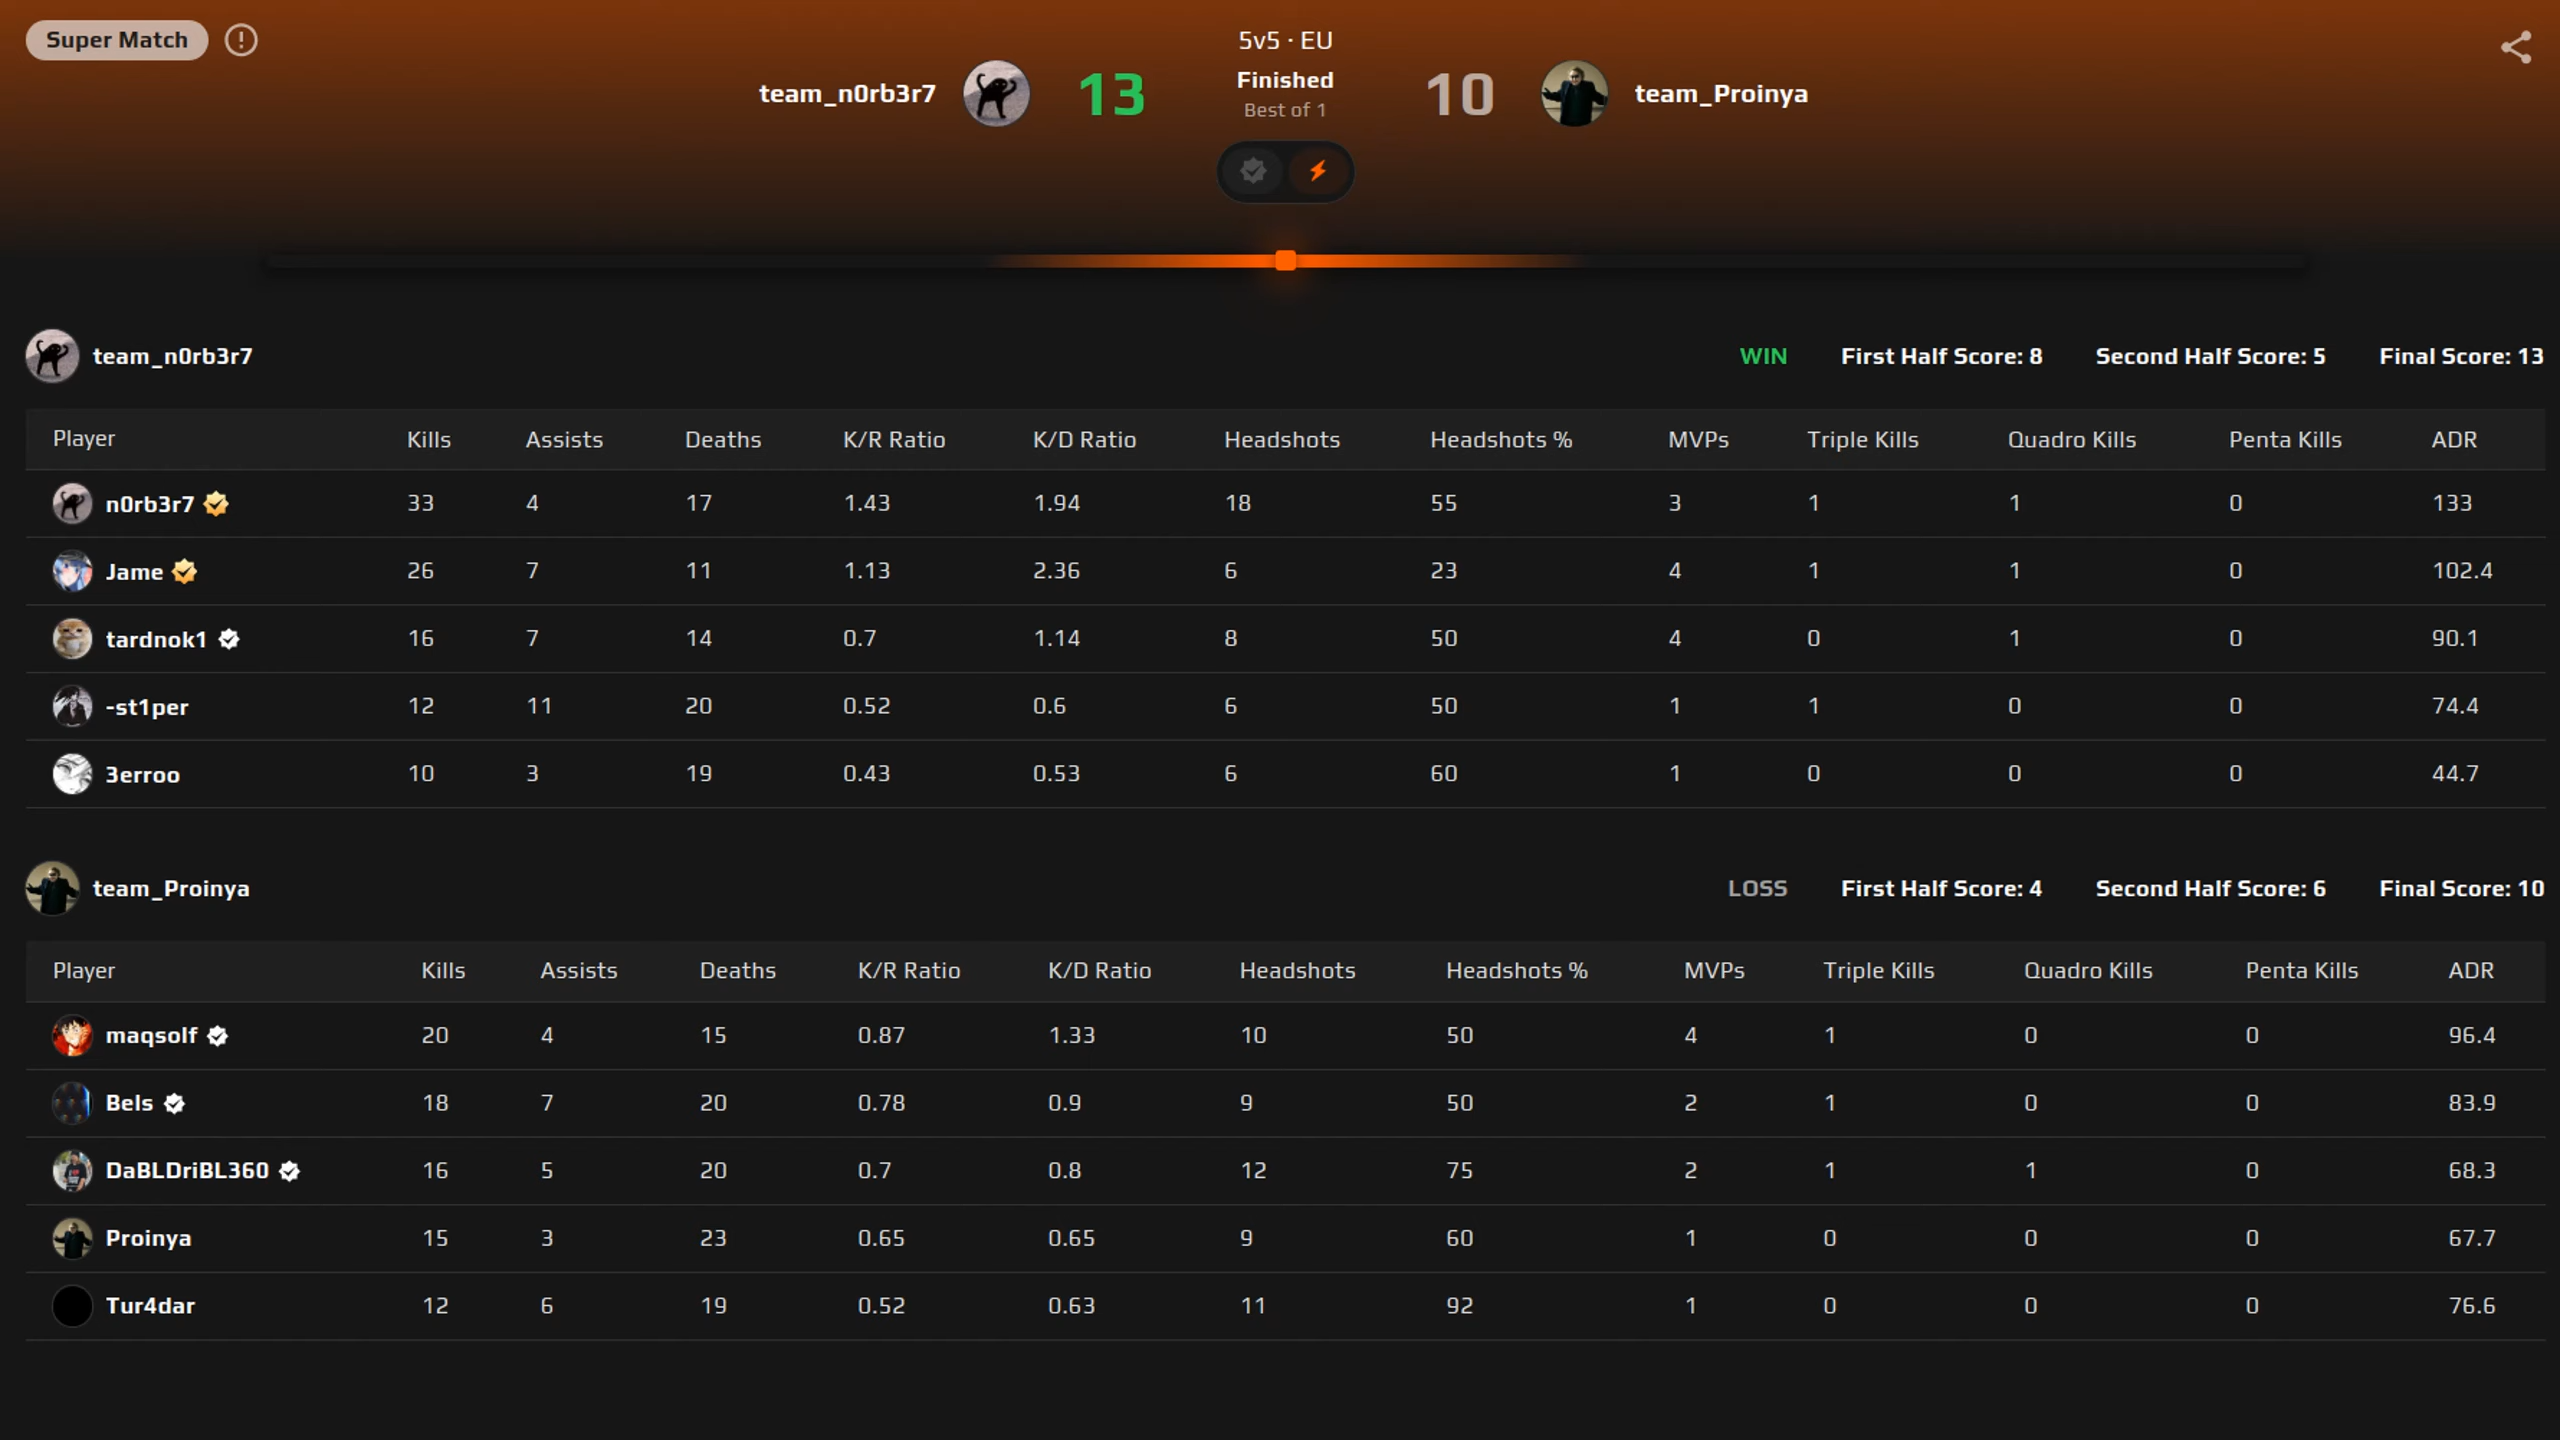 Super Match
5v5 · EU
team_n0rb3r7 13 Finished 10 team_Proinya
Best of 1
team_n0rb3r7 WIN First Half Score: 8 Second Half Score: 5 Final Score: 13
Player Kills Assists Deaths K/R Ratio K/D Ratio Headshots Headshots % MVPs Triple Kills Quadro Kills Penta Kills ADR
n0rb3r7 33 4 17 1.43 1.94 18 55 3 1 1 0 133
Jame 26 7 11 1.13 2.36 6 23 4 1 1 0 102.4
tardnok1 16 7 14 0.7 1.14 8 50 4 0 1 0 90.1
-st1per 12 11 20 0.52 0.6 6 50 1 1 0 0 74.4
3erroo 10 3 19 0.43 0.53 6 60 1 0 0 0 44.7
team_Proinya LOSS First Half Score: 4 Second Half Score: 6 Final Score: 10
Player Kills Assists Deaths K/R Ratio K/D Ratio Headshots Headshots % MVPs Triple Kills Quadro Kills Penta Kills ADR
maqsolf 20 4 15 0.87 1.33 10 50 4 1 0 0 96.4
Bels 18 7 20 0.78 0.9 9 50 2 1 0 0 83.9
DaBLDriBL360 16 5 20 0.7 0.8 12 75 2 1 1 0 68.3
Proinya 15 3 23 0.65 0.65 9 60 1 0 0 0 67.7
Tur4dar 12 6 19 0.52 0.63 11 92 1 0 0 0 76.6